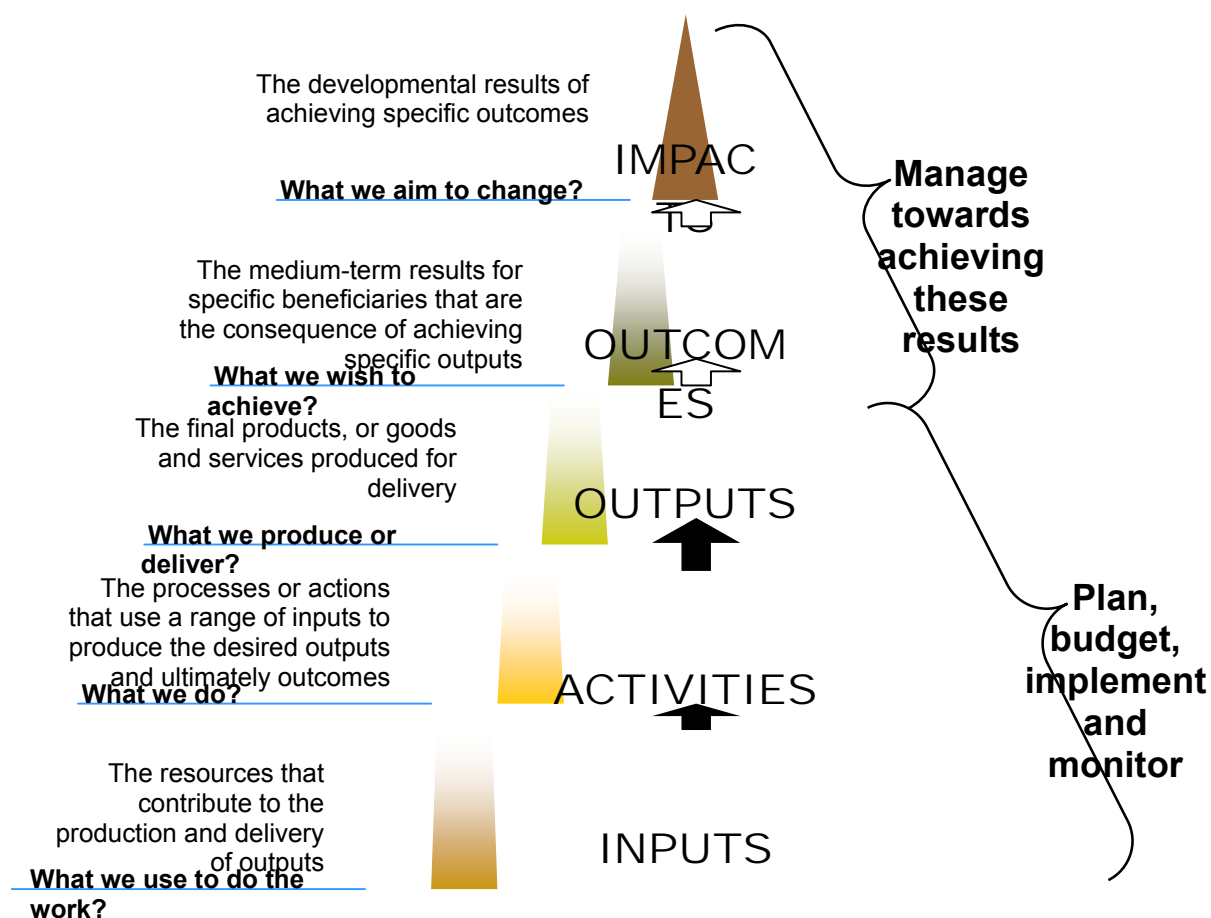 The developmental results of
achieving specific outcomes
IMPAC
TS
What we aim to change?
Manage
towards
achieving
these
results
The medium-term results for
specific beneficiaries that are
the consequence of achieving
specific outputs
OUTCOM
ES
What we wish to
achieve?
The final products, or goods
and services produced for
delivery
OUTPUTS
What we produce or
deliver?
The processes or actions
that use a range of inputs to
produce the desired outputs
and ultimately outcomes
ACTIVITIES
What we do?
Plan,
budget,
implement
and
monitor
The resources that
contribute to the
production and delivery
of outputs
INPUTS
What we use to do the
work?